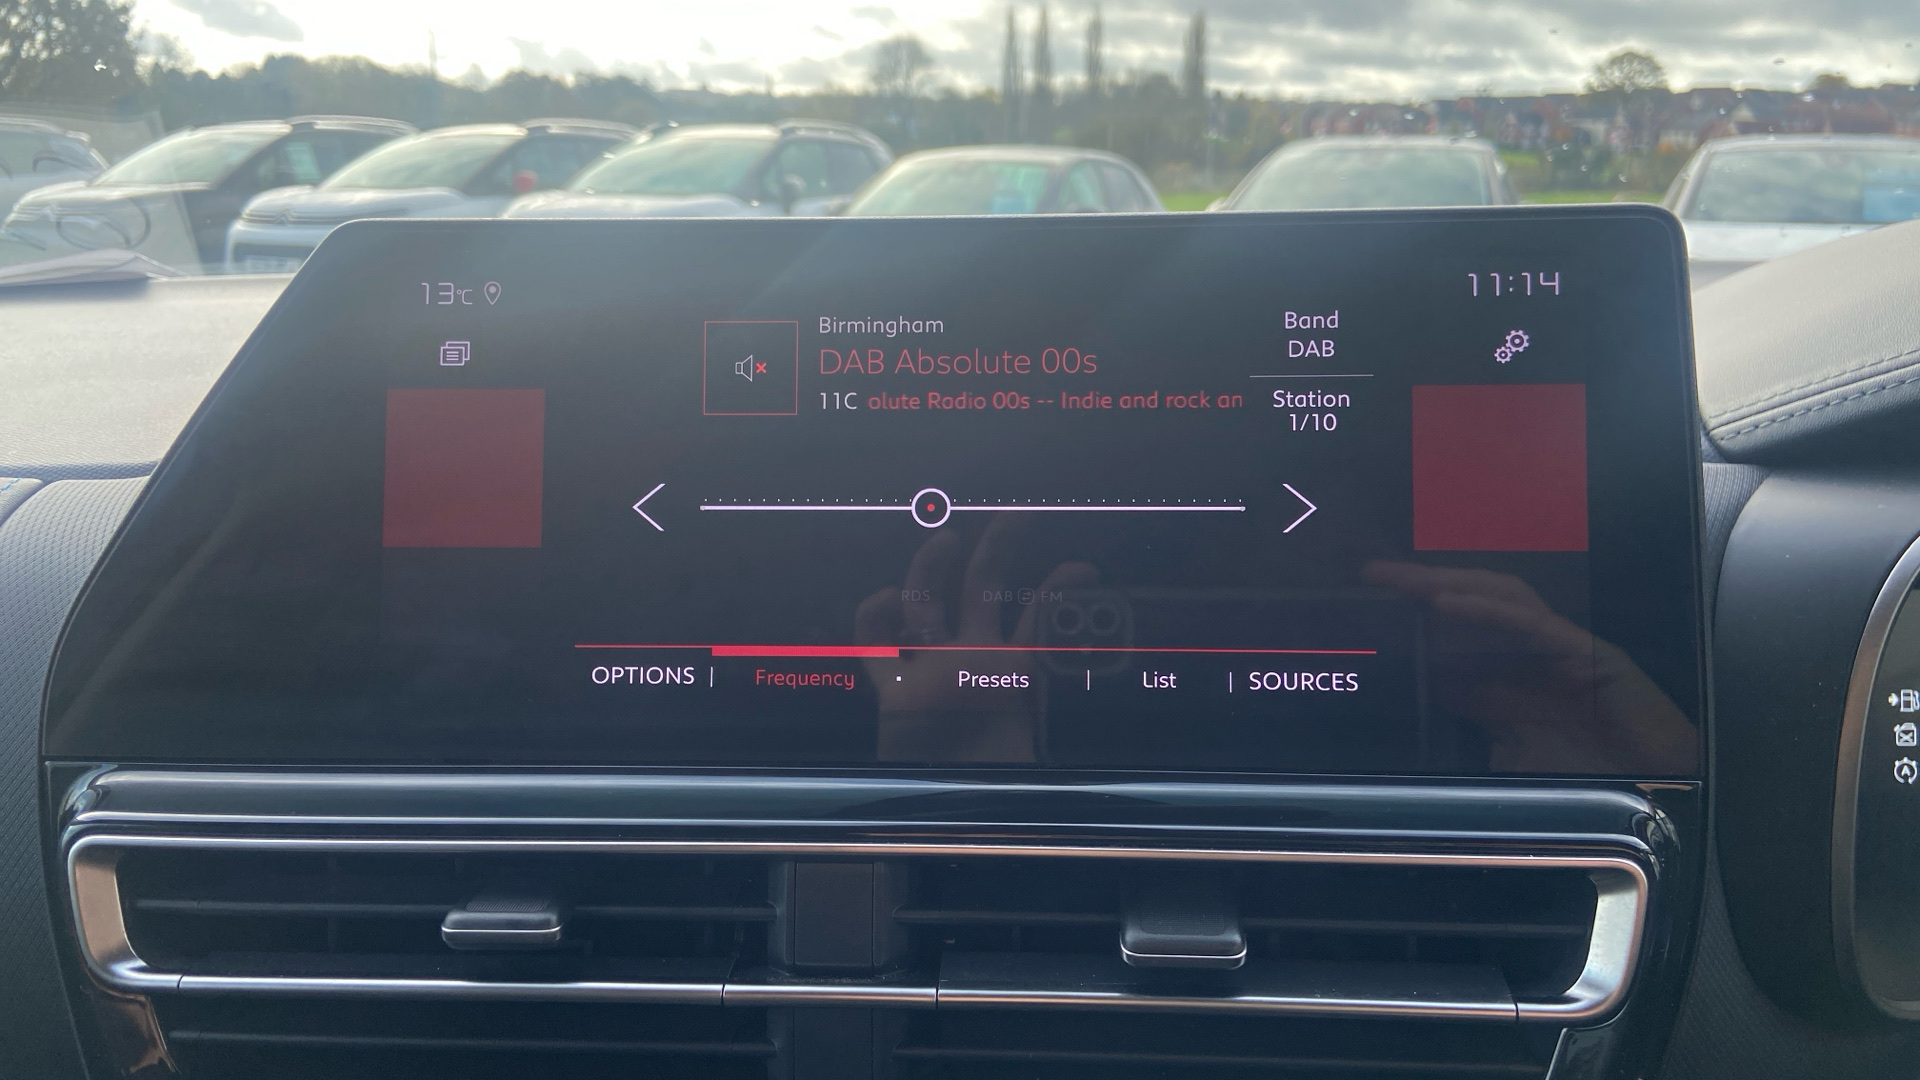 13°C
11:14
Birmingham
DAB Absolute 00s
11C olute Radio 00s -- Indie and rock an
Band
DAB
Station
1/10
RDS DAB FM
OPTIONS | Frequency · Presets | List | SOURCES